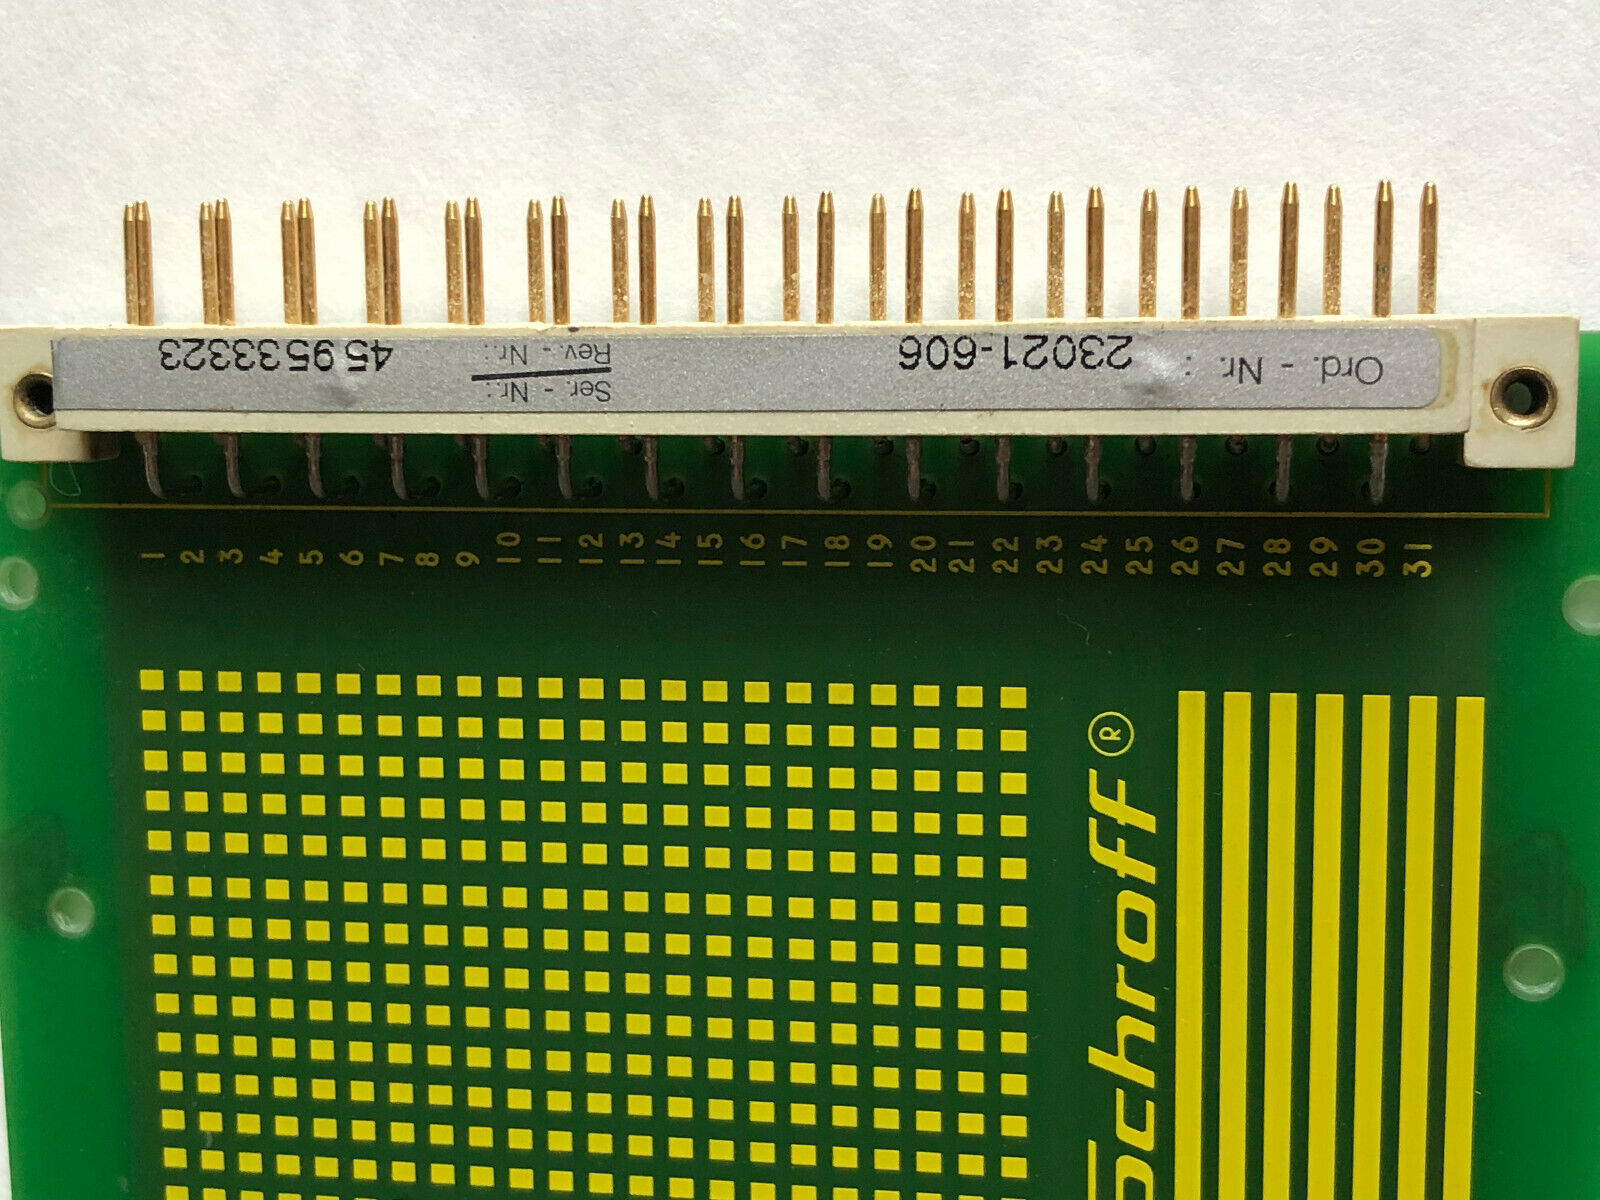 Ord. - Nr. : 23021-606
Ser. - Nr.:
Rev. - Nr.: 45 9533323
1 2 3 4 5 6 7 8 9 10 11 12 13 14 15 16 17 18 19 20 21 22 23 24 25 26 27 28 29 30 31
Schroff®